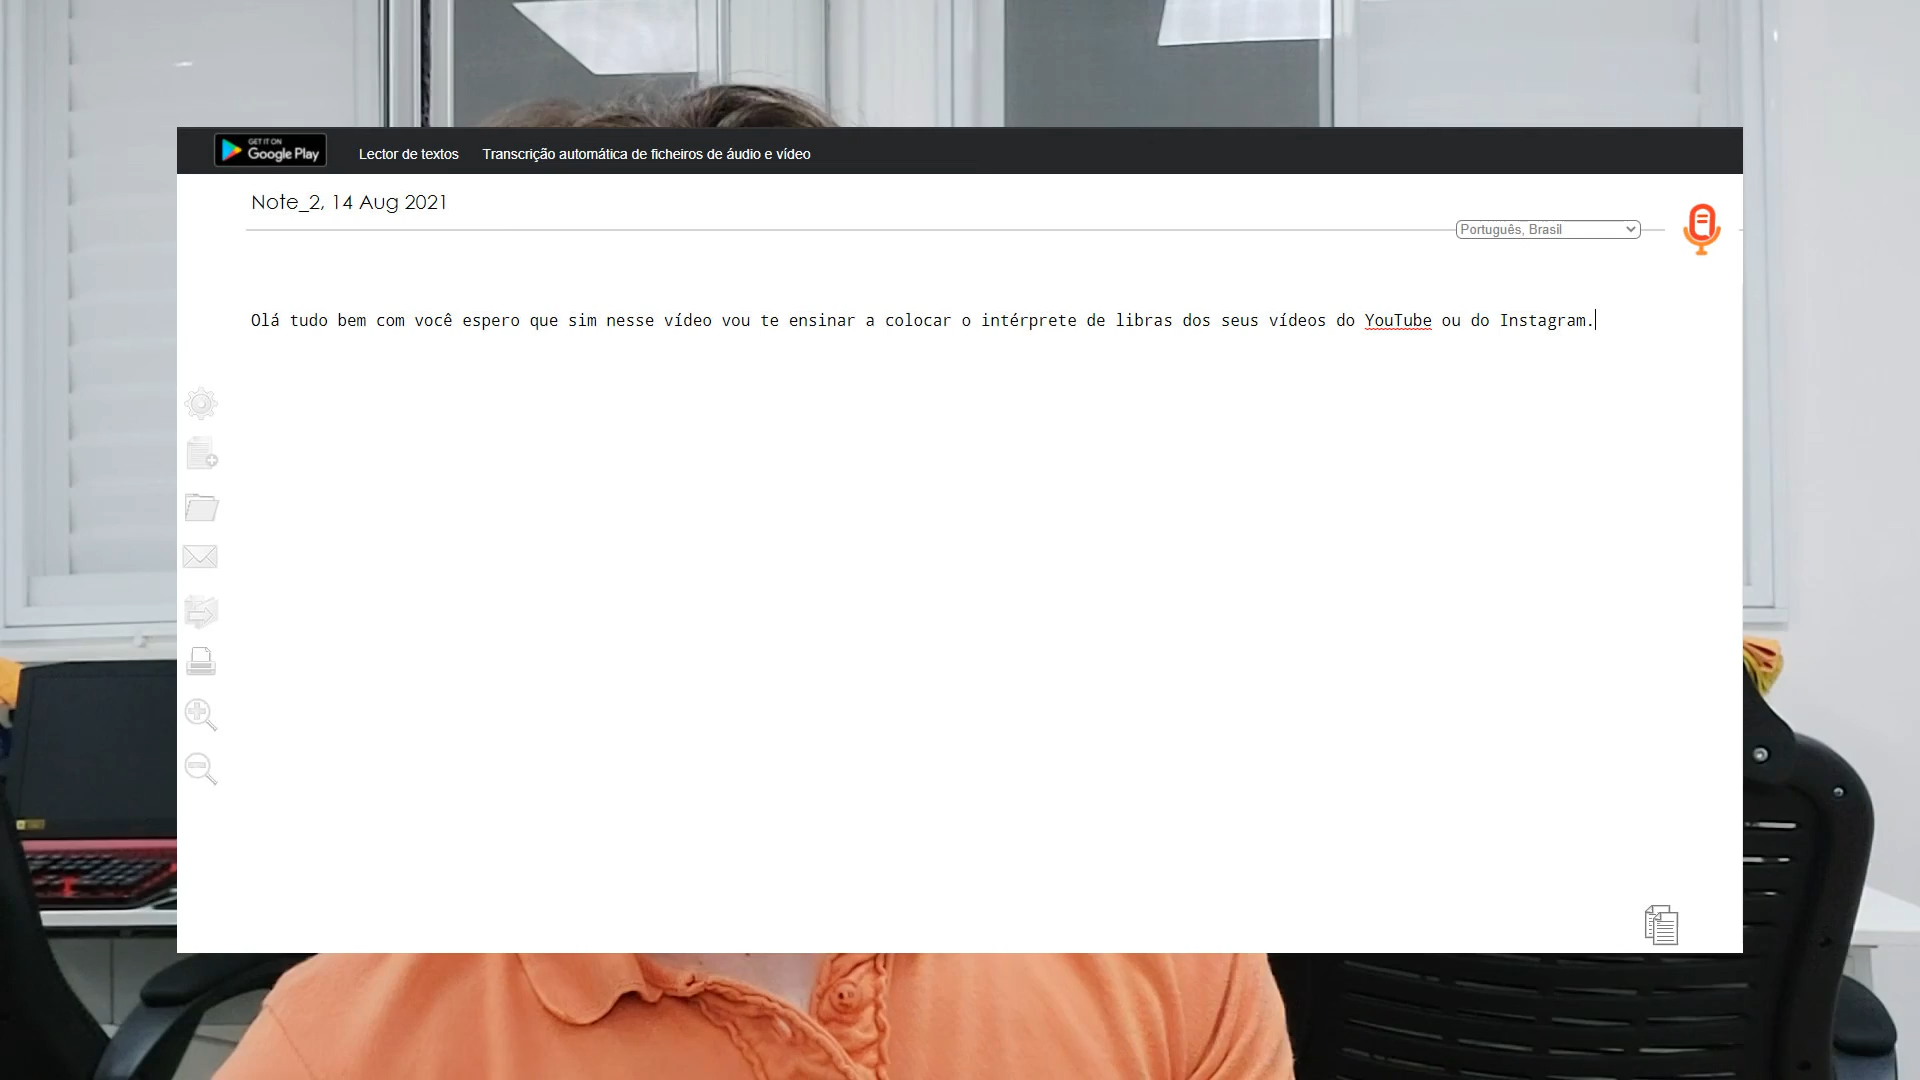 GET IT ON
Google Play
Lector de textos
Transcrição automática de ficheiros de áudio e vídeo
Note_2, 14 Aug 2021
Português, Brasil
Olá tudo bem com você espero que sim nesse vídeo vou te ensinar a colocar o intérprete de libras dos seus vídeos do YouTube ou do Instagram.